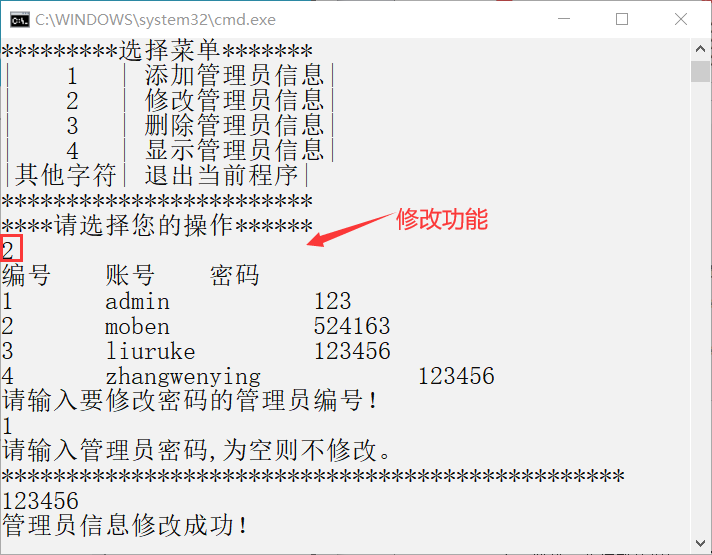 C:\WINDOWS\system32\cmd.exe
*********选择菜单*******
|    1   | 添加管理员信息|
|    2   | 修改管理员信息|
|    3   | 删除管理员信息|
|    4   | 显示管理员信息|
|其他字符| 退出当前程序|
************************
****请选择您的操作******
修改功能
2
编号    账号    密码
1       admin           123
2       moben           524163
3       liuruke         123456
4       zhangwenying            123456
请输入要修改密码的管理员编号!
1
请输入管理员密码,为空则不修改。
************************************************
123456
管理员信息修改成功!